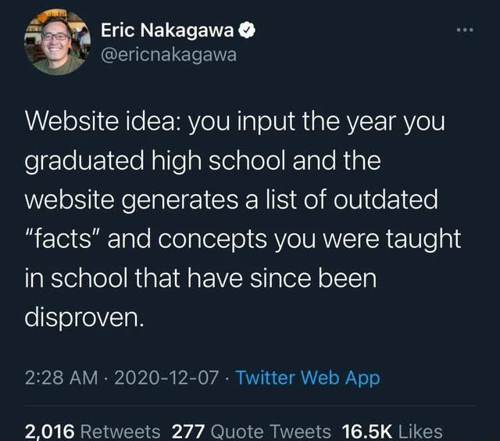 Eric Nakagawa
@ericnakagawa
Website idea: you input the year you
graduated high school and the
website generates a list of outdated
“facts” and concepts you were taught
in school that have since been
disproven.
2:28 AM · 2020-12-07 · Twitter Web App
2,016 Retweets 277 Quote Tweets 16.5K Likes